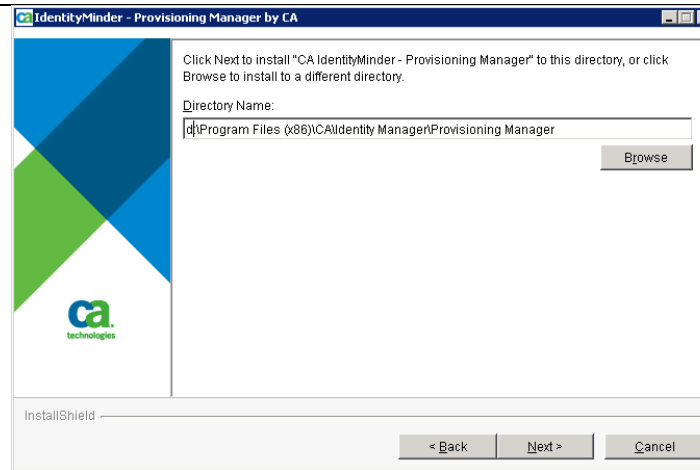 ca IdentityMinder - Provisioning Manager by CA
Click Next to install "CA IdentityMinder - Provisioning Manager" to this directory, or click
Browse to install to a different directory.
Directory Name:
d:\Program Files (x86)\CA\Identity Manager\Provisioning Manager
Browse
ca.
technologies
InstallShield
< Back
Next >
Cancel